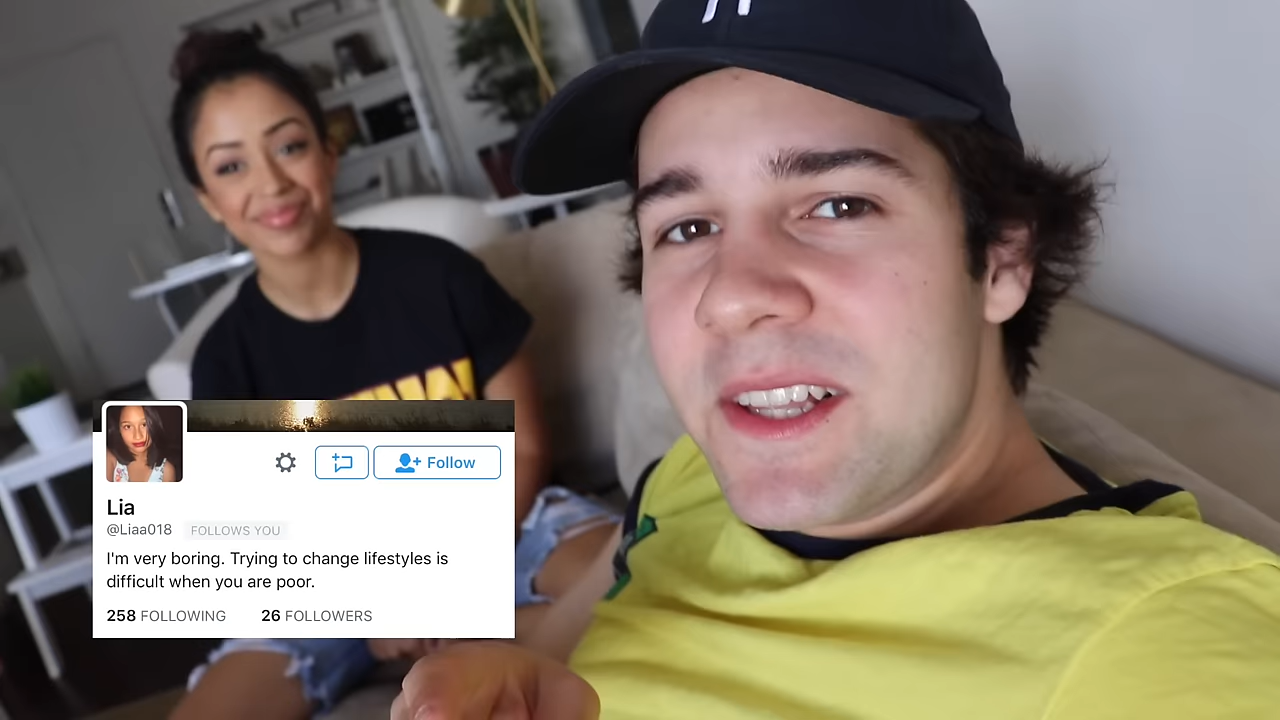 Lia
@Liaa018 FOLLOWS YOU
Follow
I'm very boring. Trying to change lifestyles is
difficult when you are poor.
258 FOLLOWING 26 FOLLOWERS